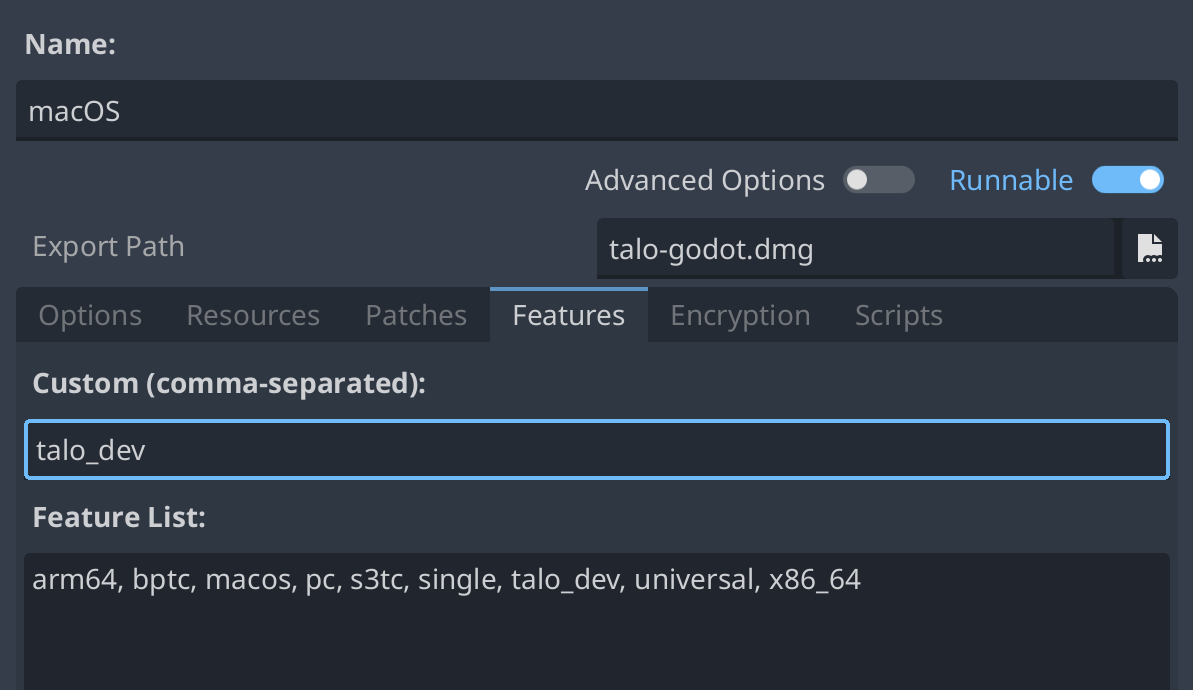 Name:
macOS
Advanced Options Runnable
Export Path talo-godot.dmg
Options Resources Patches Features Encryption Scripts
Custom (comma-separated):
talo_dev
Feature List:
arm64, bptc, macos, pc, s3tc, single, talo_dev, universal, x86_64